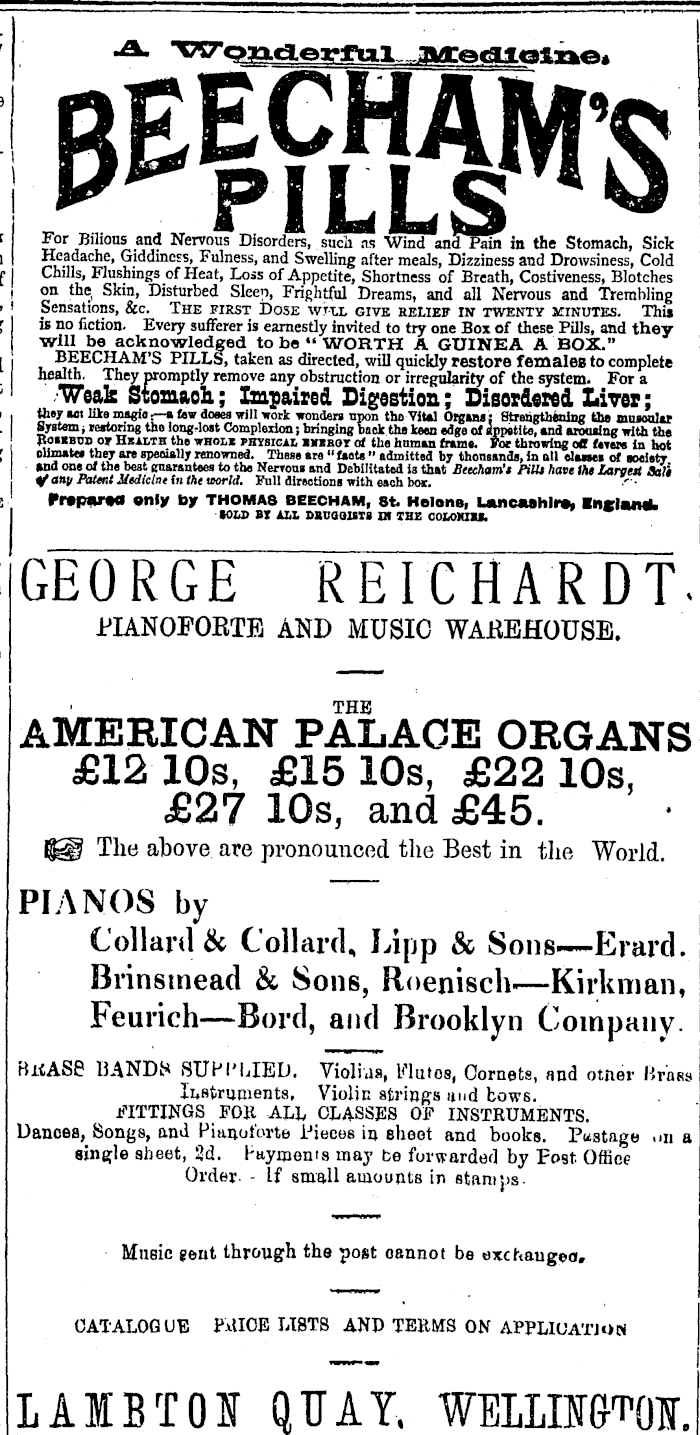 A Wonderful Medicine.
BEECHAM'S
PILLS
For Bilious and Nervous Disorders, such as Wind and Pain in the Stomach, Sick
Headache, Giddiness, Fulness, and Swelling after meals, Dizziness and Drowsiness, Cold
Chills, Flushings of Heat, Loss of Appetite, Shortness of Breath, Costiveness, Blotches
on the Skin, Disturbed Sleep, Frightful Dreams, and all Nervous and Trembling
Sensations, &c. THE FIRST DOSE WILL GIVE RELIEF IN TWENTY MINUTES. This
is no fiction. Every sufferer is earnestly invited to try one Box of these Pills, and they
will be acknowledged to be "WORTH A GUINEA A BOX."
BEECHAM'S PILLS, taken as directed, will quickly restore females to complete
health. They promptly remove any obstruction or irregularity of the system. For a
Weak Stomach; Impaired Digestion; Disordered Liver;
they act like magic;—a few doses will work wonders upon the Vital Organs; Strengthening the muscular
System; restoring the long-lost Complexion; bringing back the keen edge of appetite, and arousing with the
ROSEBUD OF HEALTH the WHOLE PHYSICAL ENERGY of the human frame. For throwing off fevers in hot
climates they are specially renowned. These are "facts" admitted by thousands, in all classes of society,
and one of the best guarantees to the Nervous and Debilitated is that Beecham's Pills have the Largest Sale
of any Patent Medicine in the world. Full directions with each box.
Prepared only by THOMAS BEECHAM, St. Helens, Lancashire, England.
SOLD BY ALL DRUGGISTS IN THE COLONIES.
GEORGE REICHARDT.
PIANOFORTE AND MUSIC WAREHOUSE.
THE
AMERICAN PALACE ORGANS
£12 10s, £15 10s, £22 10s,
£27 10s, and £45.
The above are pronounced the Best in the World.
PIANOS by
Collard & Collard, Lipp & Sons—Erard.
Brinsmead & Sons, Roenisch—Kirkman,
Feurich—Bord, and Brooklyn Company.
BRASS BANDS SUPPLIED. Violins, Flutes, Cornets, and other Brass
Instruments. Violin strings and bows.
FITTINGS FOR ALL CLASSES OF INSTRUMENTS.
Dances, Songs, and Pianoforte Pieces in sheet and books. Postage on a
single sheet, 2d. Payments may be forwarded by Post Office
Order. - If small amounts in stamps.
Music sent through the post cannot be exchanged.
CATALOGUE PRICE LISTS AND TERMS ON APPLICATION
LAMBTON QUAY, WELLINGTON.